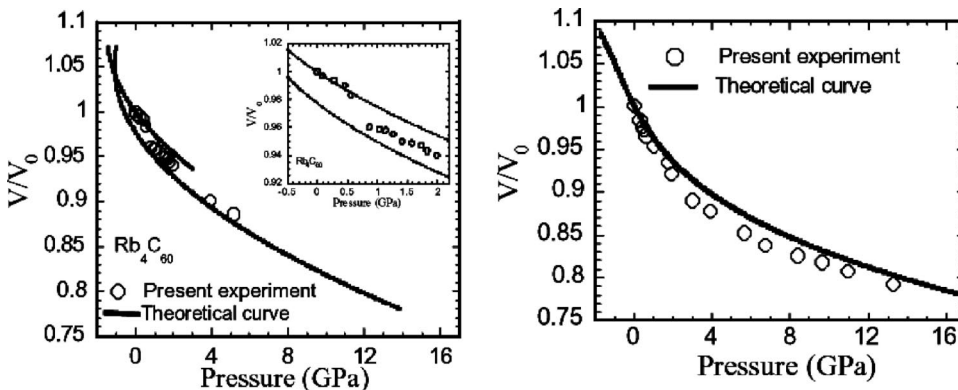 1.1
1.05
1
0.95
0.9
0.85
0.8
0.75
V/V0
0 4 8 12 16
Pressure (GPa)
Rb4C60
Present experiment
Theoretical curve
1.02
1.00
0.98
0.96
0.94
0.92
V/V0
Rb4C60
-0.5 0 0.5 1 1.5 2
Pressure (GPa)
1.1
1.05
1
0.95
0.9
0.85
0.8
0.75
V/V0
Present experiment
Theoretical curve
0 4 8 12 16
Pressure (GPa)